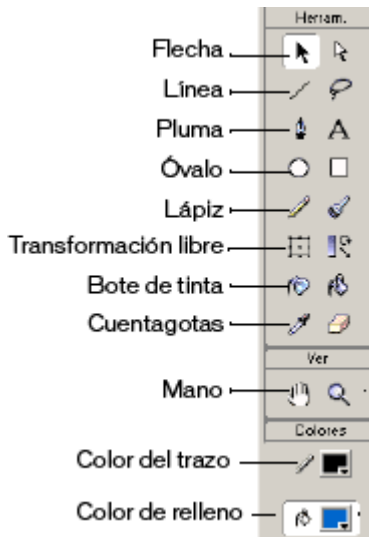 Herram.
Flecha
Línea
Pluma
A
Óvalo
Lápiz
Transformación libre
Bote de tinta
Cuentagotas
Ver
Mano
Colores
Color del trazo
Color de relleno